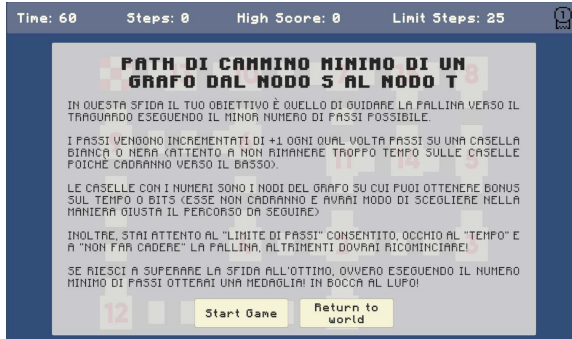 Time: 60 Steps: 0 High Score: 0 Limit Steps: 25 1
PATH DI CAMMINO MINIMO DI UN
GRAFO DAL NODO S AL NODO T
IN QUESTA SFIDA IL TUO OBIETTIVO È QUELLO DI GUIDARE LA PALLINA VERSO IL
TRAGUARDO ESEGUENDO IL MINOR NUMERO DI PASSI POSSIBILE.
I PASSI VENGONO INCREMENTATI DI +1 OGNI QUAL VOLTA PASSI SU UNA CASELLA
BIANCA O NERA (ATTENTO A NON RIMANERE TROPPO TEMPO SULLE CASELLE
POICHÈ CADRANNO VERSO IL BASSO).
LE CASELLE CON I NUMERI SONO I NODI DEL GRAFO SU CUI PUOI OTTENERE BONUS
SUL TEMPO O BITS (ESSE NON CADRANNO E AVRAI MODO DI SCEGLIERE NELLA
MANIERA GIUSTA IL PERCORSO DA SEGUIRE)
INOLTRE, STAI ATTENTO AL "LIMITE DI PASSI" CONSENTITO, OCCHIO AL "TEMPO" E
A "NON FAR CADERE" LA PALLINA, ALTRIMENTI DOVRAI RICOMINCIARE!
SE RIESCI A SUPERARE LA SFIDA ALL'OTTIMO, OVVERO ESEGUENDO IL NUMERO
MINIMO DI PASSI OTTERAI UNA MEDAGLIA! IN BOCCA AL LUPO!
12
Start Game
Return to
world